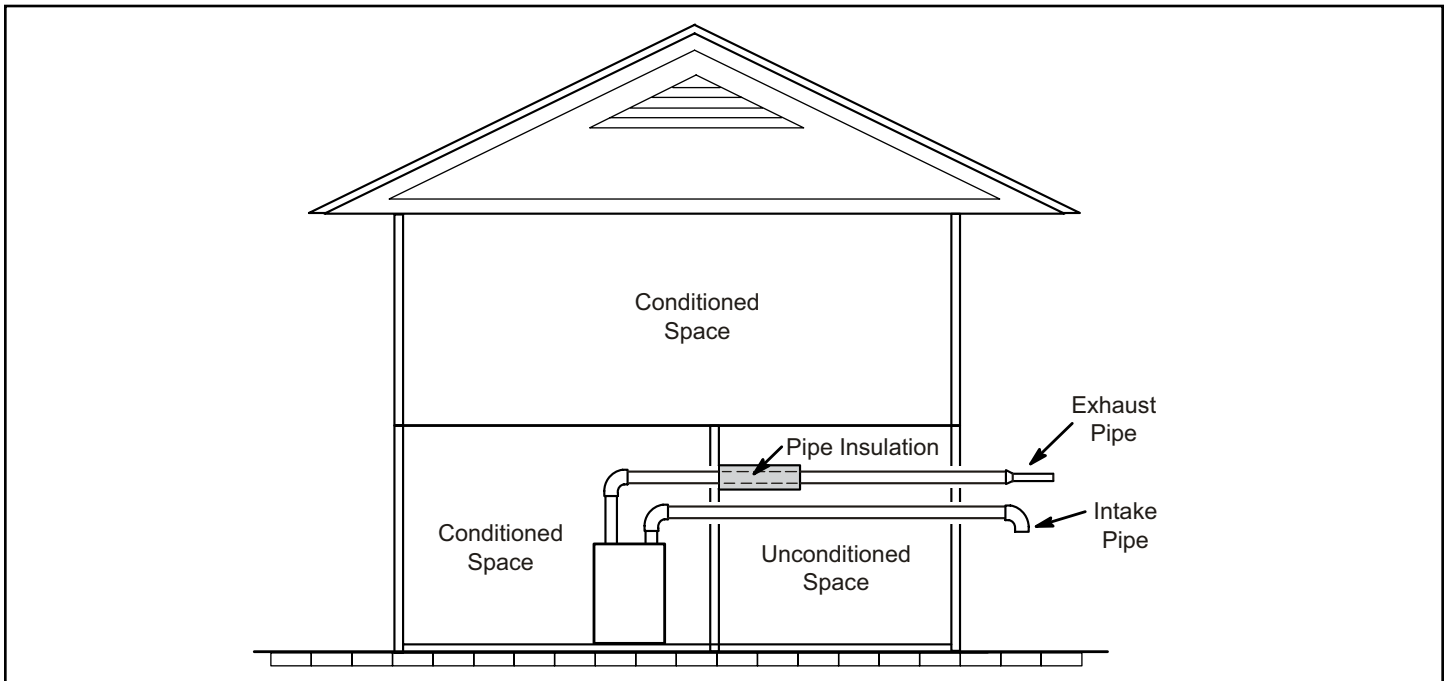 Conditioned
Space
Exhaust
Pipe
Pipe Insulation
Intake
Pipe
Conditioned
Space
Unconditioned
Space